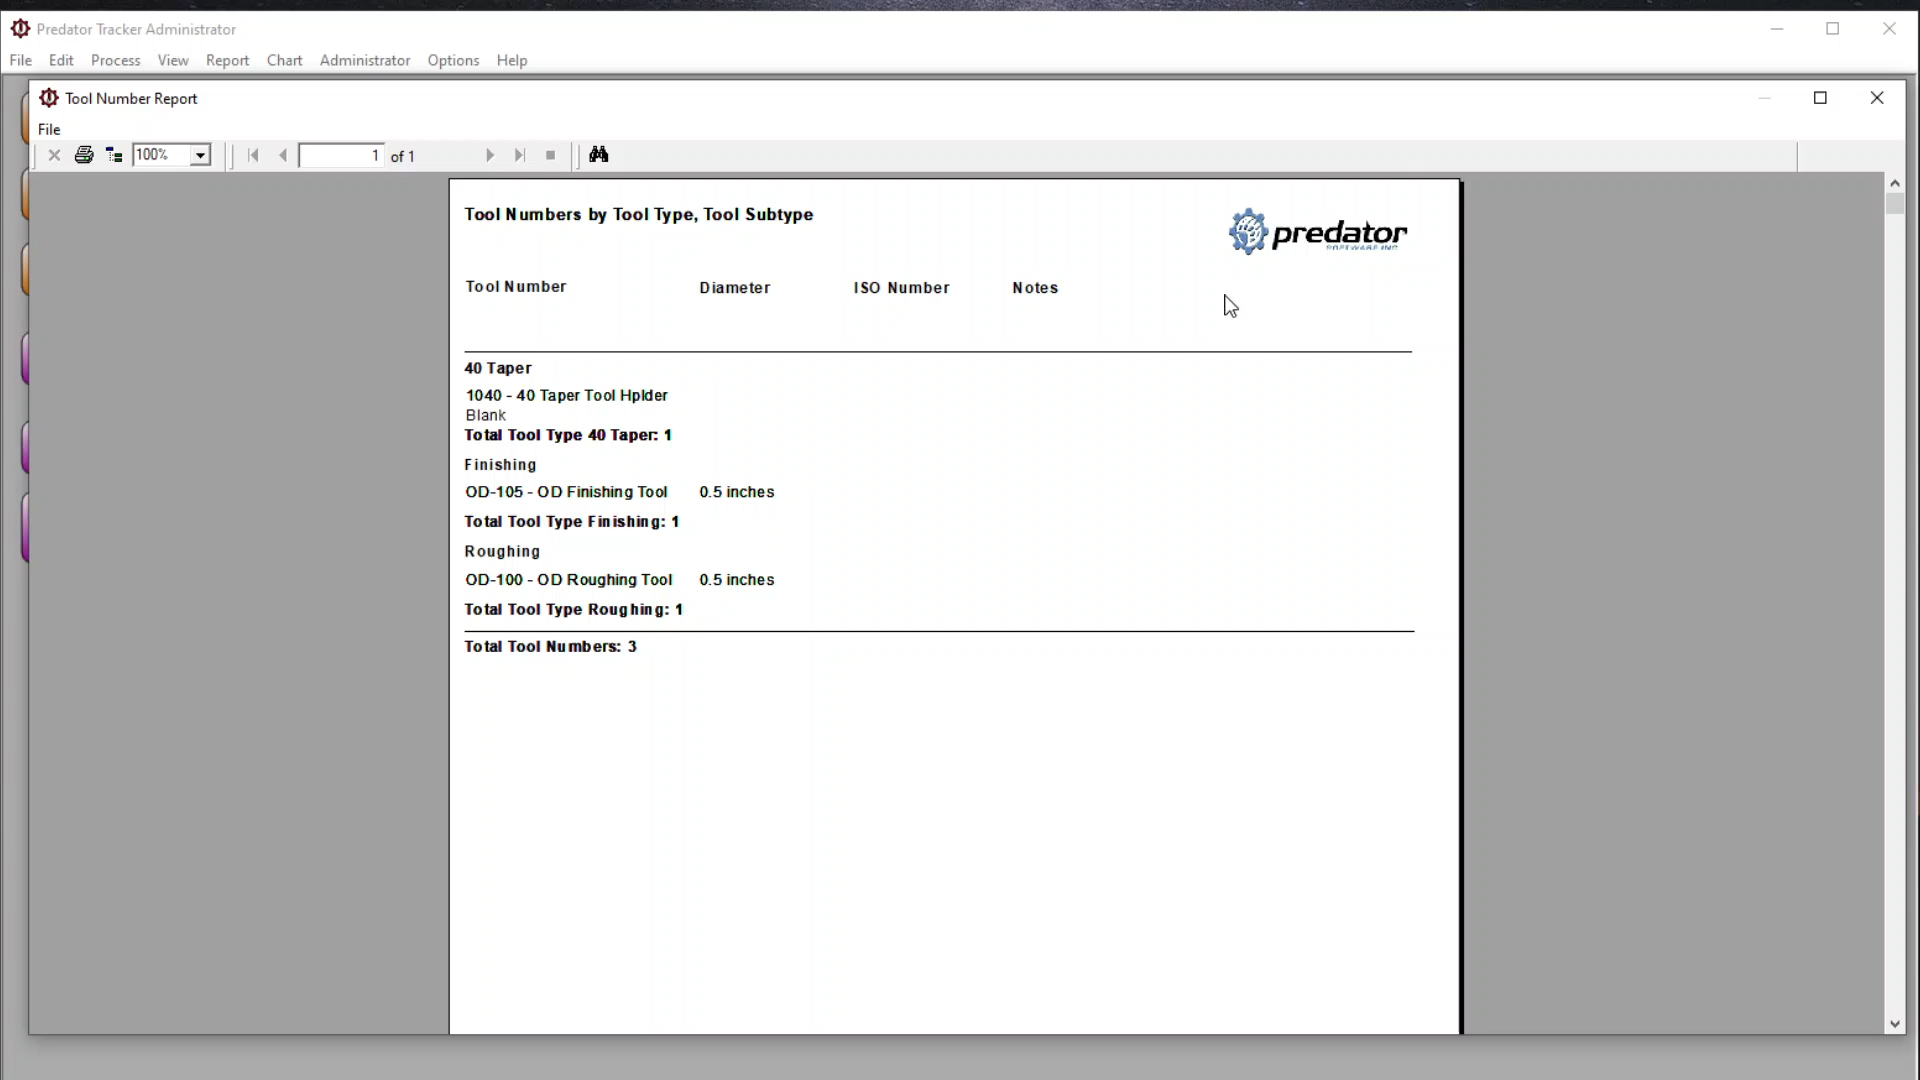 Predator Tracker Administrator
File Edit Process View Report Chart Administrator Options Help
Tool Number Report
File
100% 1 of 1
Tool Numbers by Tool Type, Tool Subtype
predator
SOFTWARE INC
Tool Number Diameter ISO Number Notes
40 Taper
1040 - 40 Taper Tool Hplder
Blank
Total Tool Type 40 Taper: 1
Finishing
OD-105 - OD Finishing Tool 0.5 inches
Total Tool Type Finishing: 1
Roughing
OD-100 - OD Roughing Tool 0.5 inches
Total Tool Type Roughing: 1
Total Tool Numbers: 3